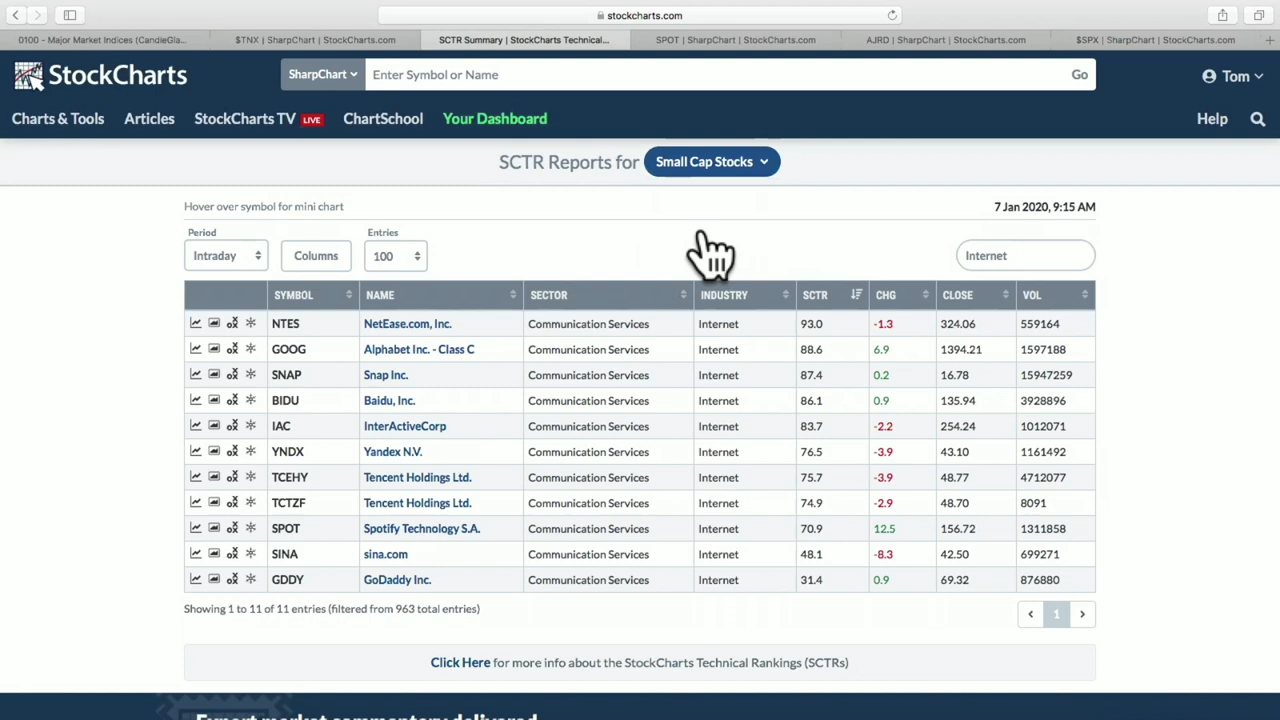 stockcharts.com
0100 - Major Market Indices (CandleGla...
$TNX | SharpChart | StockCharts.com
SCTR Summary | StockCharts Technical...
SPOT | SharpChart | StockCharts.com
AJRD | SharpChart | StockCharts.com
$SPX | SharpChart | StockCharts.com
StockCharts
SharpChart
Enter Symbol or Name
Go
Tom
Charts & Tools
Articles
StockCharts TV LIVE
ChartSchool
Your Dashboard
Help
SCTR Reports for Small Cap Stocks
Hover over symbol for mini chart
7 Jan 2020, 9:15 AM
Period
Entries
Intraday
Columns
100
Internet
SYMBOL NAME SECTOR INDUSTRY SCTR CHG CLOSE VOL
NTES NetEase.com, Inc. Communication Services Internet 93.0 -1.3 324.06 559164
GOOG Alphabet Inc. - Class C Communication Services Internet 88.6 6.9 1394.21 1597188
SNAP Snap Inc. Communication Services Internet 87.4 0.2 16.78 15947259
BIDU Baidu, Inc. Communication Services Internet 86.1 0.9 135.94 3928896
IAC InterActiveCorp Communication Services Internet 83.7 -2.2 254.24 1012071
YNDX Yandex N.V. Communication Services Internet 76.5 -3.9 43.10 1161492
TCEHY Tencent Holdings Ltd. Communication Services Internet 75.7 -3.9 48.77 4712077
TCTZF Tencent Holdings Ltd. Communication Services Internet 74.9 -2.9 48.70 8091
SPOT Spotify Technology S.A. Communication Services Internet 70.9 12.5 156.72 1311858
SINA sina.com Communication Services Internet 48.1 -8.3 42.50 699271
GDDY GoDaddy Inc. Communication Services Internet 31.4 0.9 69.32 876880
Showing 1 to 11 of 11 entries (filtered from 963 total entries)
1
Click Here for more info about the StockCharts Technical Rankings (SCTRs)
Expert market commentary delivered